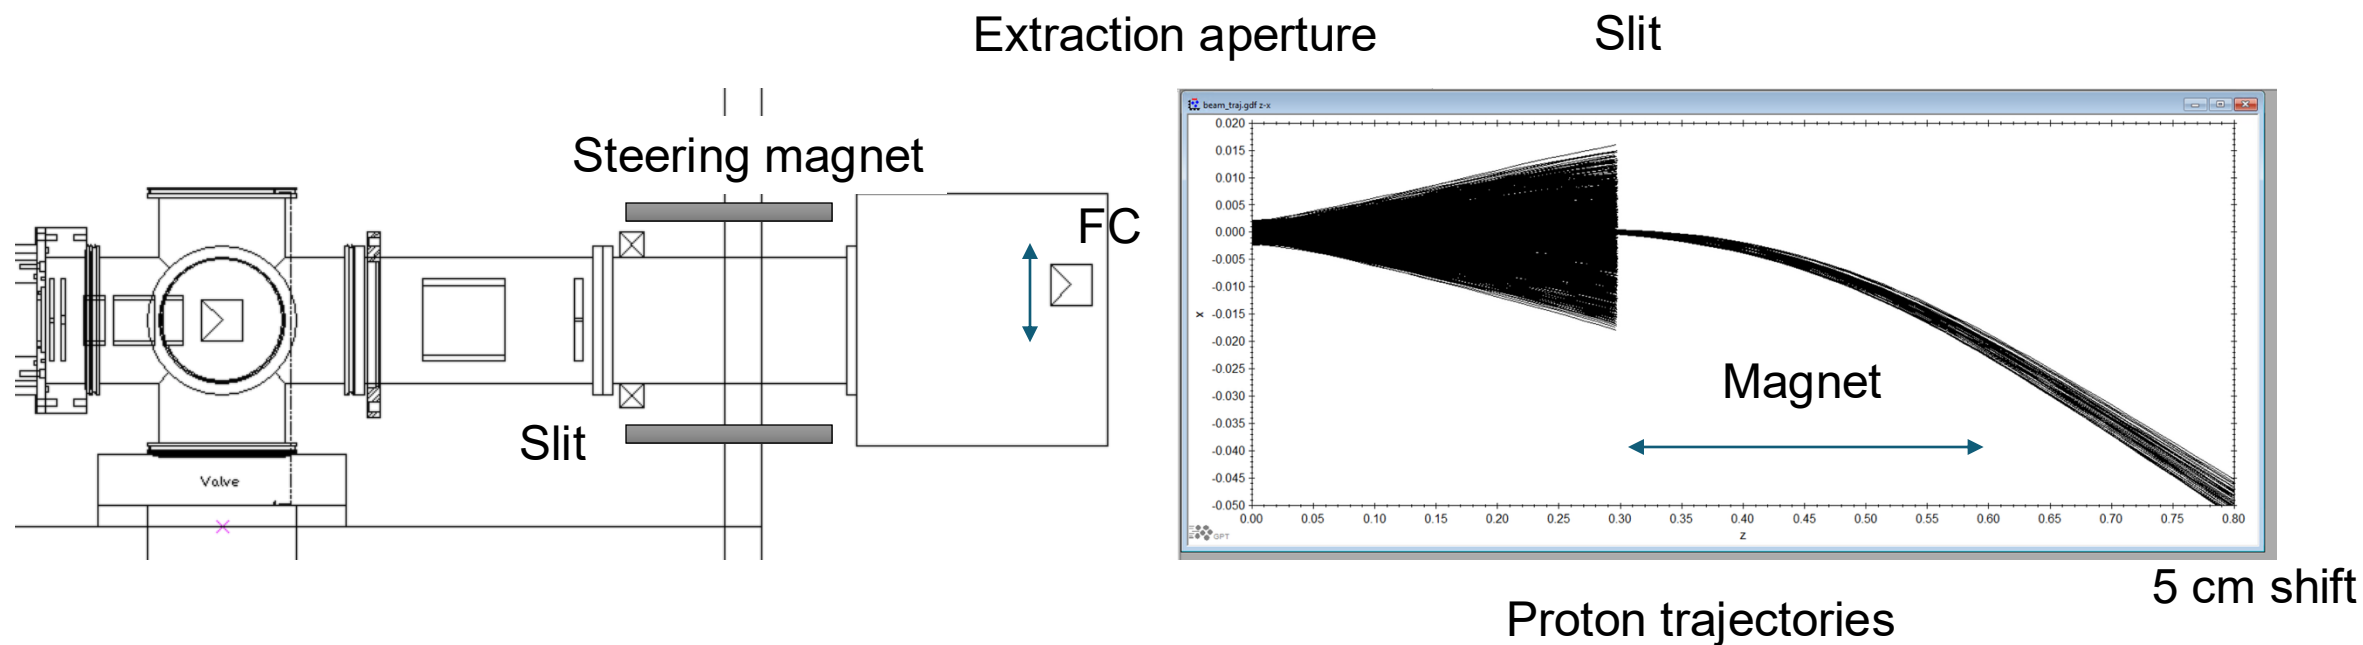 Extraction aperture
Slit
Steering magnet
FC
Slit
Valve
beam_traj.gdf z-x
0.020
0.015
0.010
0.005
0.000
-0.005
-0.010
-0.015
-0.020
-0.025
-0.030
-0.035
-0.040
-0.045
-0.050
x
Magnet
0.00 0.05 0.10 0.15 0.20 0.25 0.30 0.35 0.40 0.45 0.50 0.55 0.60 0.65 0.70 0.75 0.80
z
GPT
5 cm shift
Proton trajectories